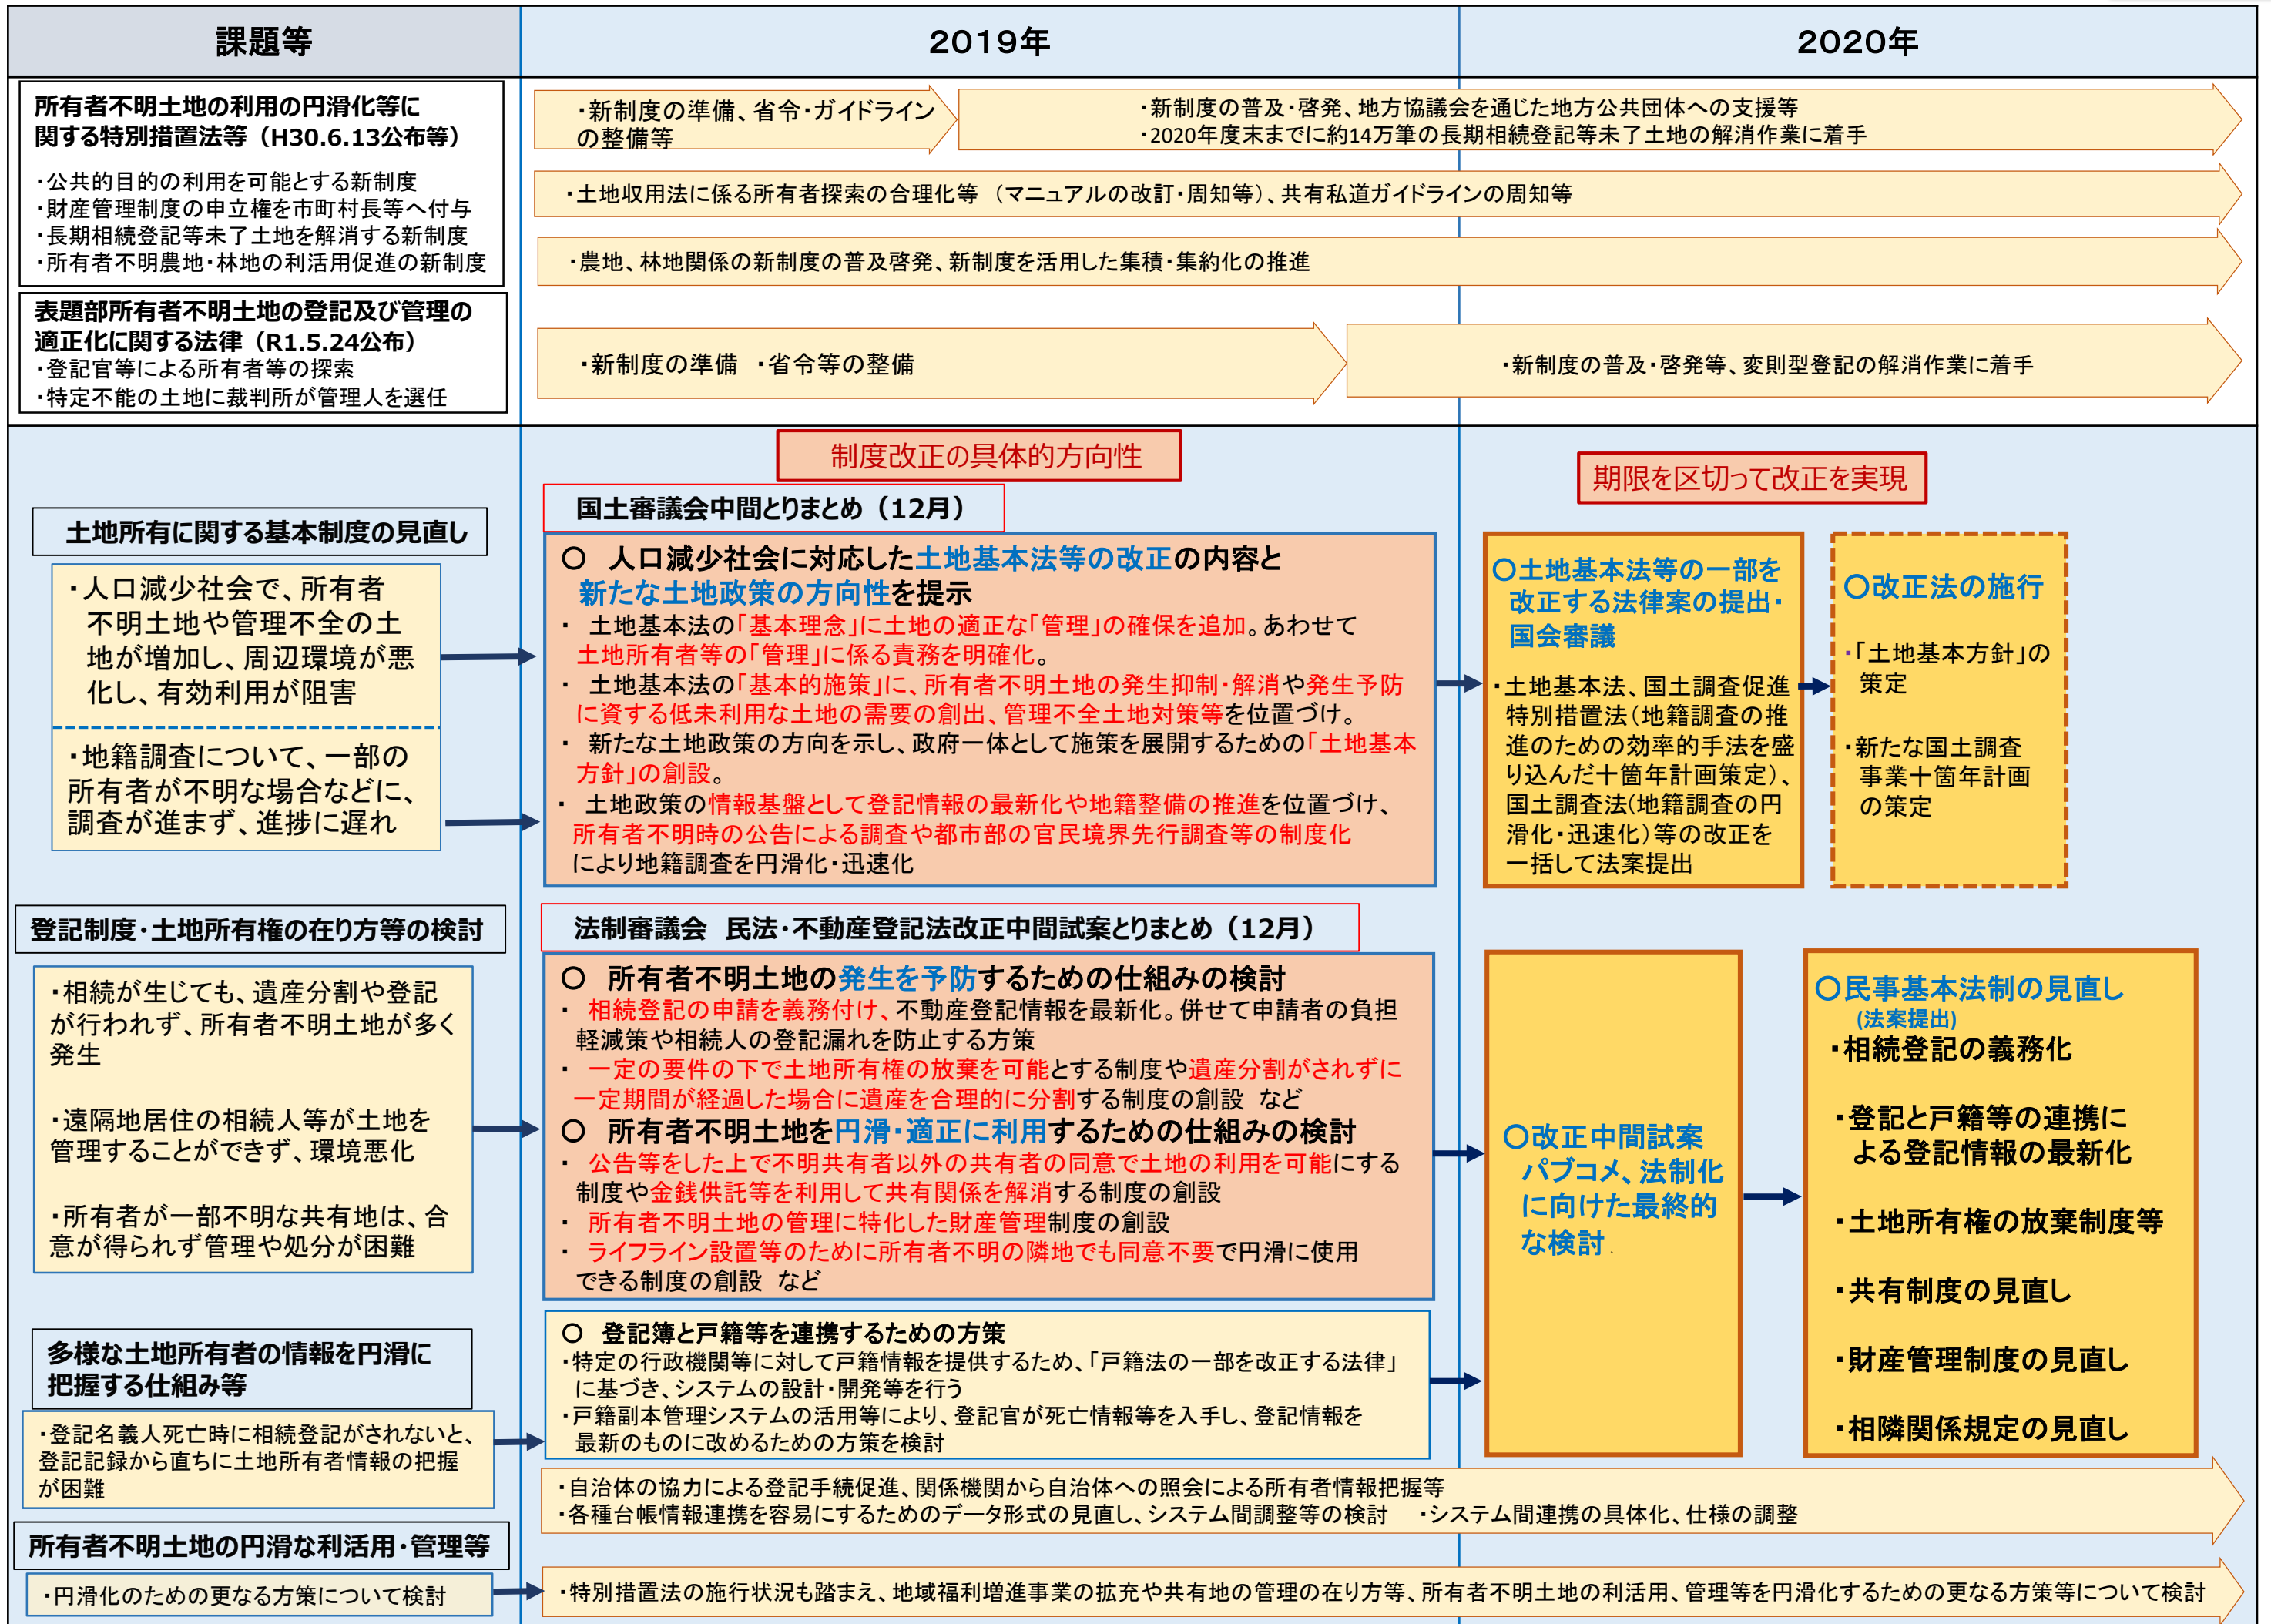 課題等
2019年
2020年
所有者不明土地の利用の円滑化等に
関する特別措置法等（H30.6.13公布等）
・公共的目的の利用を可能とする新制度
・財産管理制度の申立権を市町村長等へ付与
・長期相続登記等未了土地を解消する新制度
・所有者不明農地・林地の利活用促進の新制度
・新制度の準備、省令・ガイドライン
の整備等
・新制度の普及・啓発、地方協議会を通じた地方公共団体への支援等
・2020年度末までに約14万筆の長期相続登記等未了土地の解消作業に着手
・土地収用法に係る所有者探索の合理化等　（マニュアルの改訂・周知等）、共有私道ガイドラインの周知等
・農地、林地関係の新制度の普及啓発、新制度を活用した集積・集約化の推進
表題部所有者不明土地の登記及び管理の
適正化に関する法律（R1.5.24公布）
・登記官等による所有者等の探索
・特定不能の土地に裁判所が管理人を選任
・新制度の準備　・省令等の整備
・新制度の普及・啓発等、変則型登記の解消作業に着手
制度改正の具体的方向性
期限を区切って改正を実現
土地所有に関する基本制度の見直し
・人口減少社会で、所有者
不明土地や管理不全の土
地が増加し、周辺環境が悪
化し、有効利用が阻害
・地籍調査について、一部の
所有者が不明な場合などに、
調査が進まず、進捗に遅れ
国土審議会中間とりまとめ（12月）
○　人口減少社会に対応した土地基本法等の改正の内容と
新たな土地政策の方向性を提示
・　土地基本法の「基本理念」に土地の適正な「管理」の確保を追加。あわせて
土地所有者等の「管理」に係る責務を明確化。
・　土地基本法の「基本的施策」に、所有者不明土地の発生抑制・解消や発生予防
に資する低未利用な土地の需要の創出、管理不全土地対策等を位置づけ。
・　新たな土地政策の方向を示し、政府一体として施策を展開するための「土地基本
方針」の創設。
・　土地政策の情報基盤として登記情報の最新化や地籍整備の推進を位置づけ、
所有者不明時の公告による調査や都市部の官民境界先行調査等の制度化
により地籍調査を円滑化・迅速化
○土地基本法等の一部を
改正する法律案の提出・
国会審議
・土地基本法、国土調査促進
特別措置法（地籍調査の推
進のための効率的手法を盛
り込んだ十箇年計画策定）、
国土調査法（地籍調査の円
滑化・迅速化）等の改正を
一括して法案提出
○改正法の施行
・「土地基本方針」の
策定
・新たな国土調査
事業十箇年計画
の策定
登記制度・土地所有権の在り方等の検討
・相続が生じても、遺産分割や登記
が行われず、所有者不明土地が多く
発生
・遠隔地居住の相続人等が土地を
管理することができず、環境悪化
・所有者が一部不明な共有地は、合
意が得られず管理や処分が困難
法制審議会　民法・不動産登記法改正中間試案とりまとめ（12月）
○　所有者不明土地の発生を予防するための仕組みの検討
・　相続登記の申請を義務付け、不動産登記情報を最新化。併せて申請者の負担
軽減策や相続人の登記漏れを防止する方策
・　一定の要件の下で土地所有権の放棄を可能とする制度や遺産分割がされずに
一定期間が経過した場合に遺産を合理的に分割する制度の創設　など
○　所有者不明土地を円滑・適正に利用するための仕組みの検討
・　公告等をした上で不明共有者以外の共有者の同意で土地の利用を可能にする
制度や金銭供託等を利用して共有関係を解消する制度の創設
・　所有者不明土地の管理に特化した財産管理制度の創設
・　ライフライン設置等のために所有者不明の隣地でも同意不要で円滑に使用
できる制度の創設　など
○改正中間試案
パブコメ、法制化
に向けた最終的
な検討．
○民事基本法制の見直し
（法案提出）
・相続登記の義務化
・登記と戸籍等の連携に
よる登記情報の最新化
・土地所有権の放棄制度等
・共有制度の見直し
・財産管理制度の見直し
・相隣関係規定の見直し
多様な土地所有者の情報を円滑に
把握する仕組み等
・登記名義人死亡時に相続登記がされないと、
登記記録から直ちに土地所有者情報の把握
が困難
○　登記簿と戸籍等を連携するための方策
・特定の行政機関等に対して戸籍情報を提供するため、「戸籍法の一部を改正する法律」
に基づき、システムの設計・開発等を行う
・戸籍副本管理システムの活用等により、登記官が死亡情報等を入手し、登記情報を
最新のものに改めるための方策を検討
・自治体の協力による登記手続促進、関係機関から自治体への照会による所有者情報把握等
・各種台帳情報連携を容易にするためのデータ形式の見直し、システム間調整等の検討　・システム間連携の具体化、仕様の調整
所有者不明土地の円滑な利活用・管理等
・円滑化のための更なる方策について検討
・特別措置法の施行状況も踏まえ、地域福利増進事業の拡充や共有地の管理の在り方等、所有者不明土地の利活用、管理等を円滑化するための更なる方策等について検討